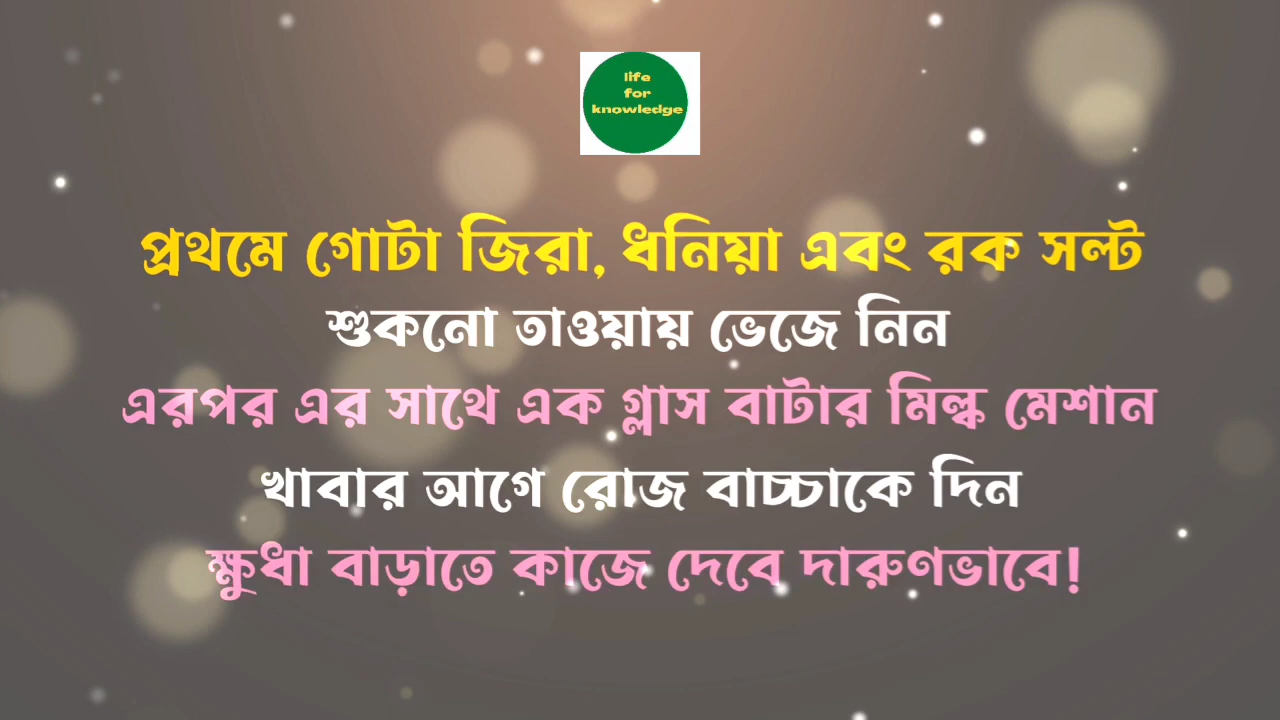 life
for
knowledge
প্রথমে গোটা জিরা, ধনিয়া এবং রক সল্ট
শুকনো তাওয়ায় ভেজে নিন
এরপর এর সাথে এক গ্লাস বাটার মিল্ক মেশান
খাবার আগে রোজ বাচ্চাকে দিন
ক্ষুধা বাড়াতে কাজে দেবে দারুণভাবে!